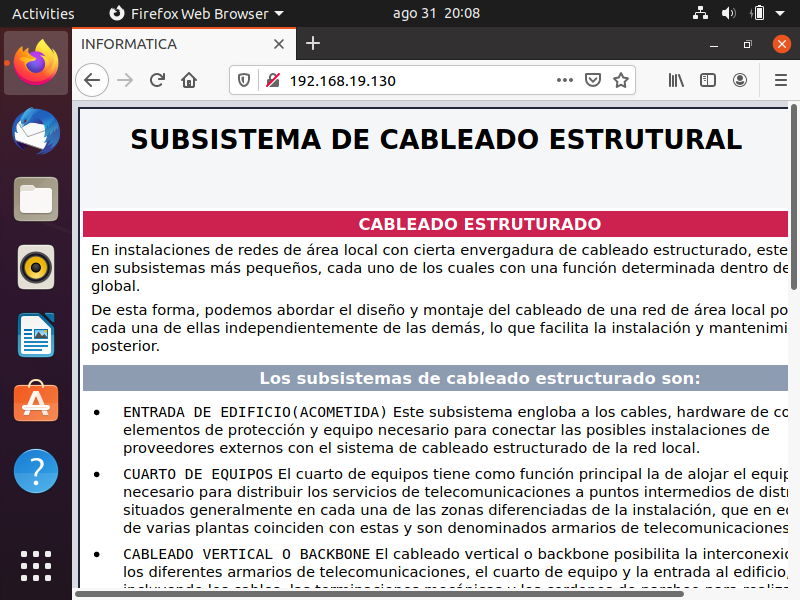 Activities
Firefox Web Browser
ago 31 20:08
INFORMATICA
192.168.19.130
SUBSISTEMA DE CABLEADO ESTRUTURAL
CABLEADO ESTRUTURADO
En instalaciones de redes de área local con cierta envergadura de cableado estructurado, este
en subsistemas más pequeños, cada uno de los cuales con una función determinada dentro de
global.
De esta forma, podemos abordar el diseño y montaje del cableado de una red de área local po
cada una de ellas independientemente de las demás, lo que facilita la instalación y mantenimi
posterior.
Los subsistemas de cableado estructurado son:
• ENTRADA DE EDIFICIO(ACOMETIDA) Este subsistema engloba a los cables, hardware de co
elementos de protección y equipo necesario para conectar las posibles instalaciones de
proveedores externos con el sistema de cableado estructurado de la red local.
• CUARTO DE EQUIPOS El cuarto de equipos tiene como función principal la de alojar el equip
necesario para distribuir los servicios de telecomunicaciones a puntos intermedios de dist
situados generalmente en cada una de las zonas diferenciadas de la instalación, que en e
de varias plantas coinciden con estas y son denominados armarios de telecomunicaciones
• CABLEADO VERTICAL O BACKBONE El cableado vertical o backbone posibilita la interconexi
los diferentes armarios de telecomunicaciones, el cuarto de equipo y la entrada al edificio,